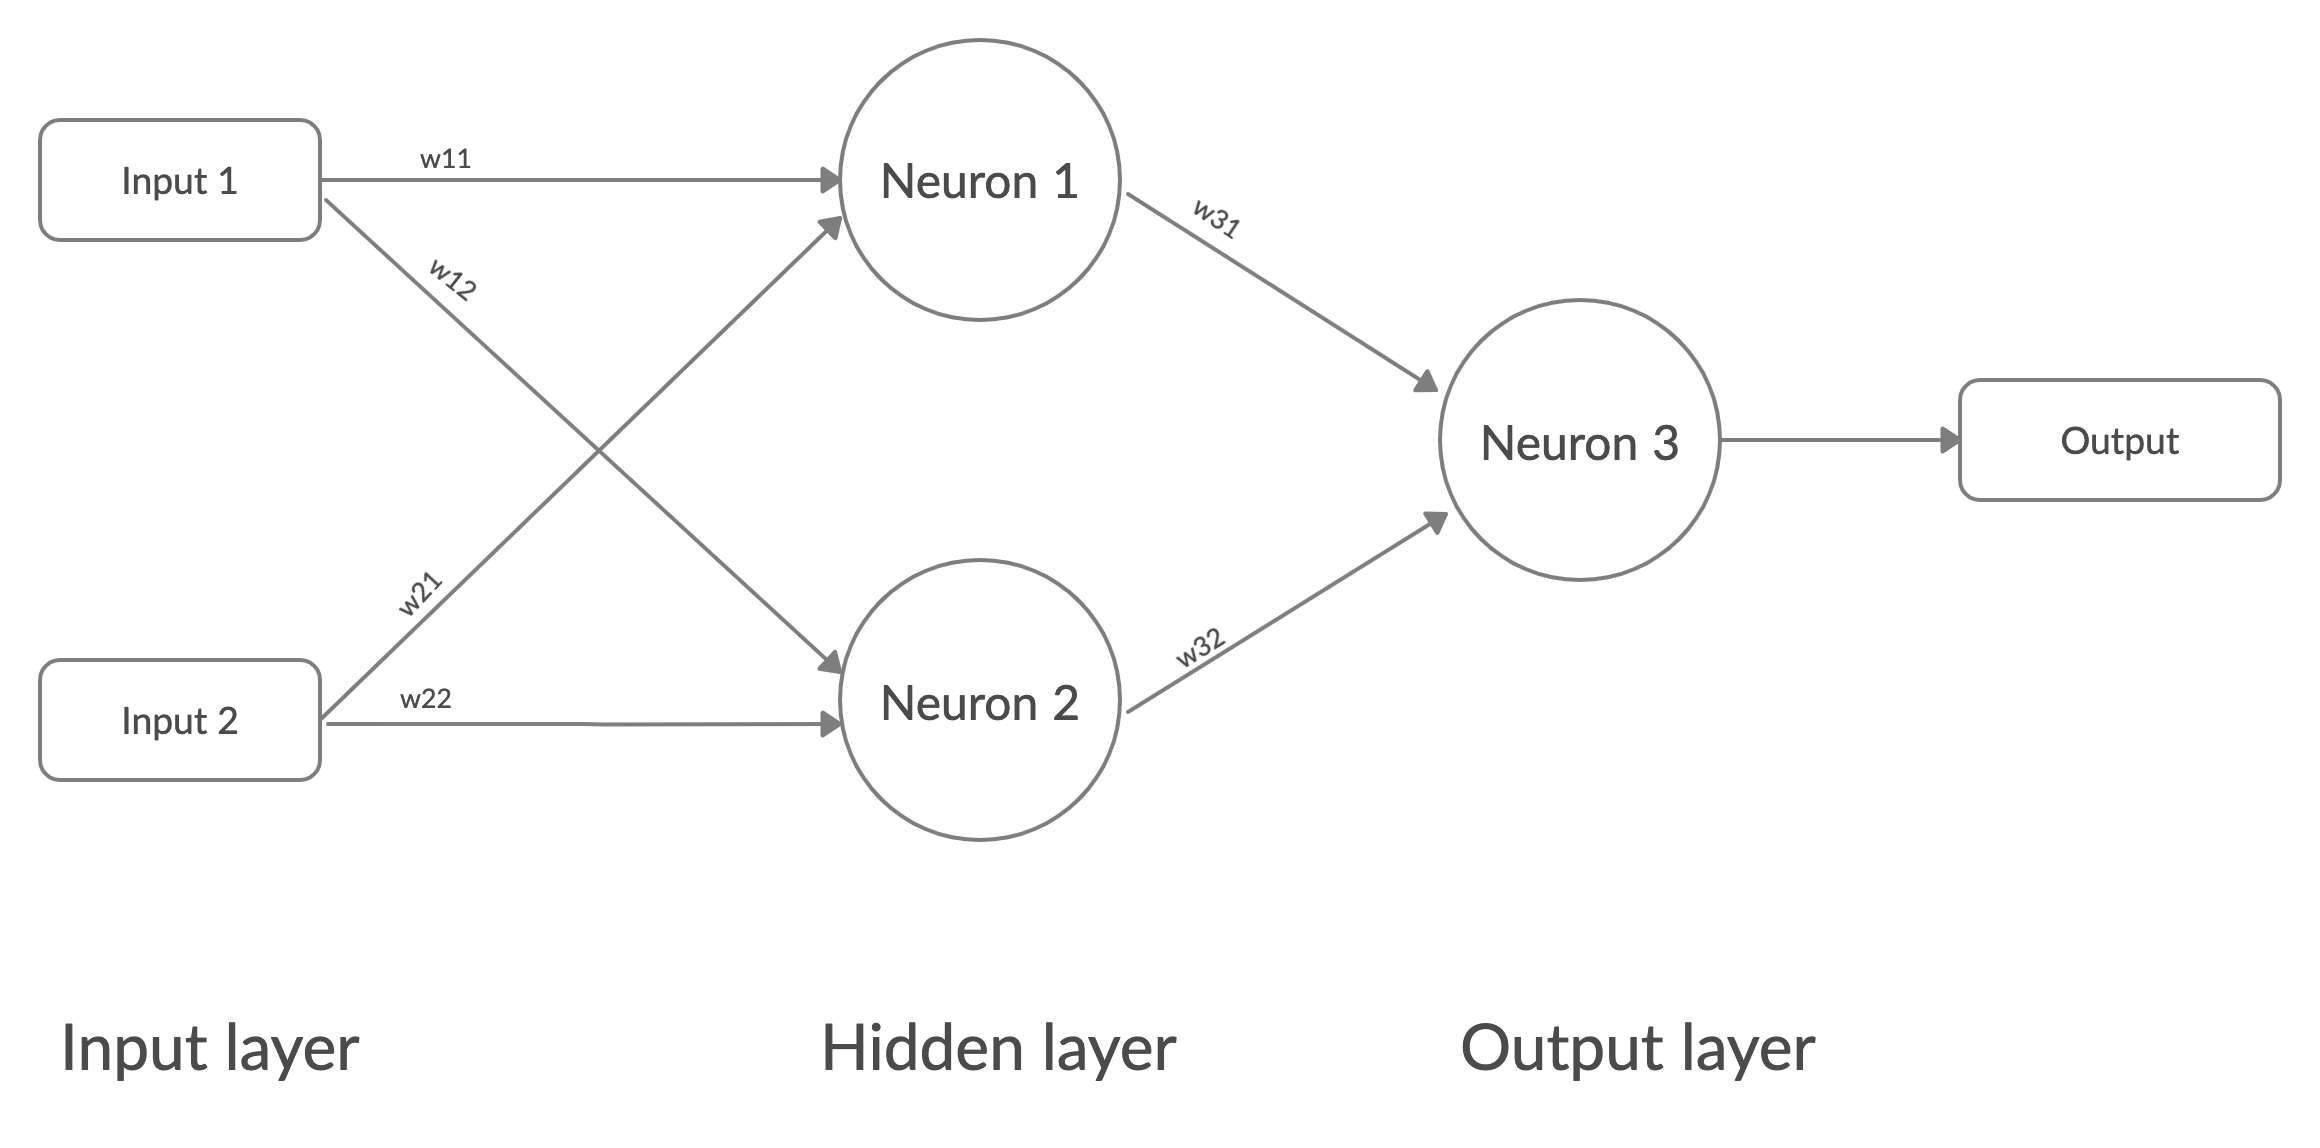 Input 1
w11
w12
Neuron 1
w31
Neuron 3
Output
w21
Input 2
w22
Neuron 2
w32
Input layer
Hidden layer
Output layer